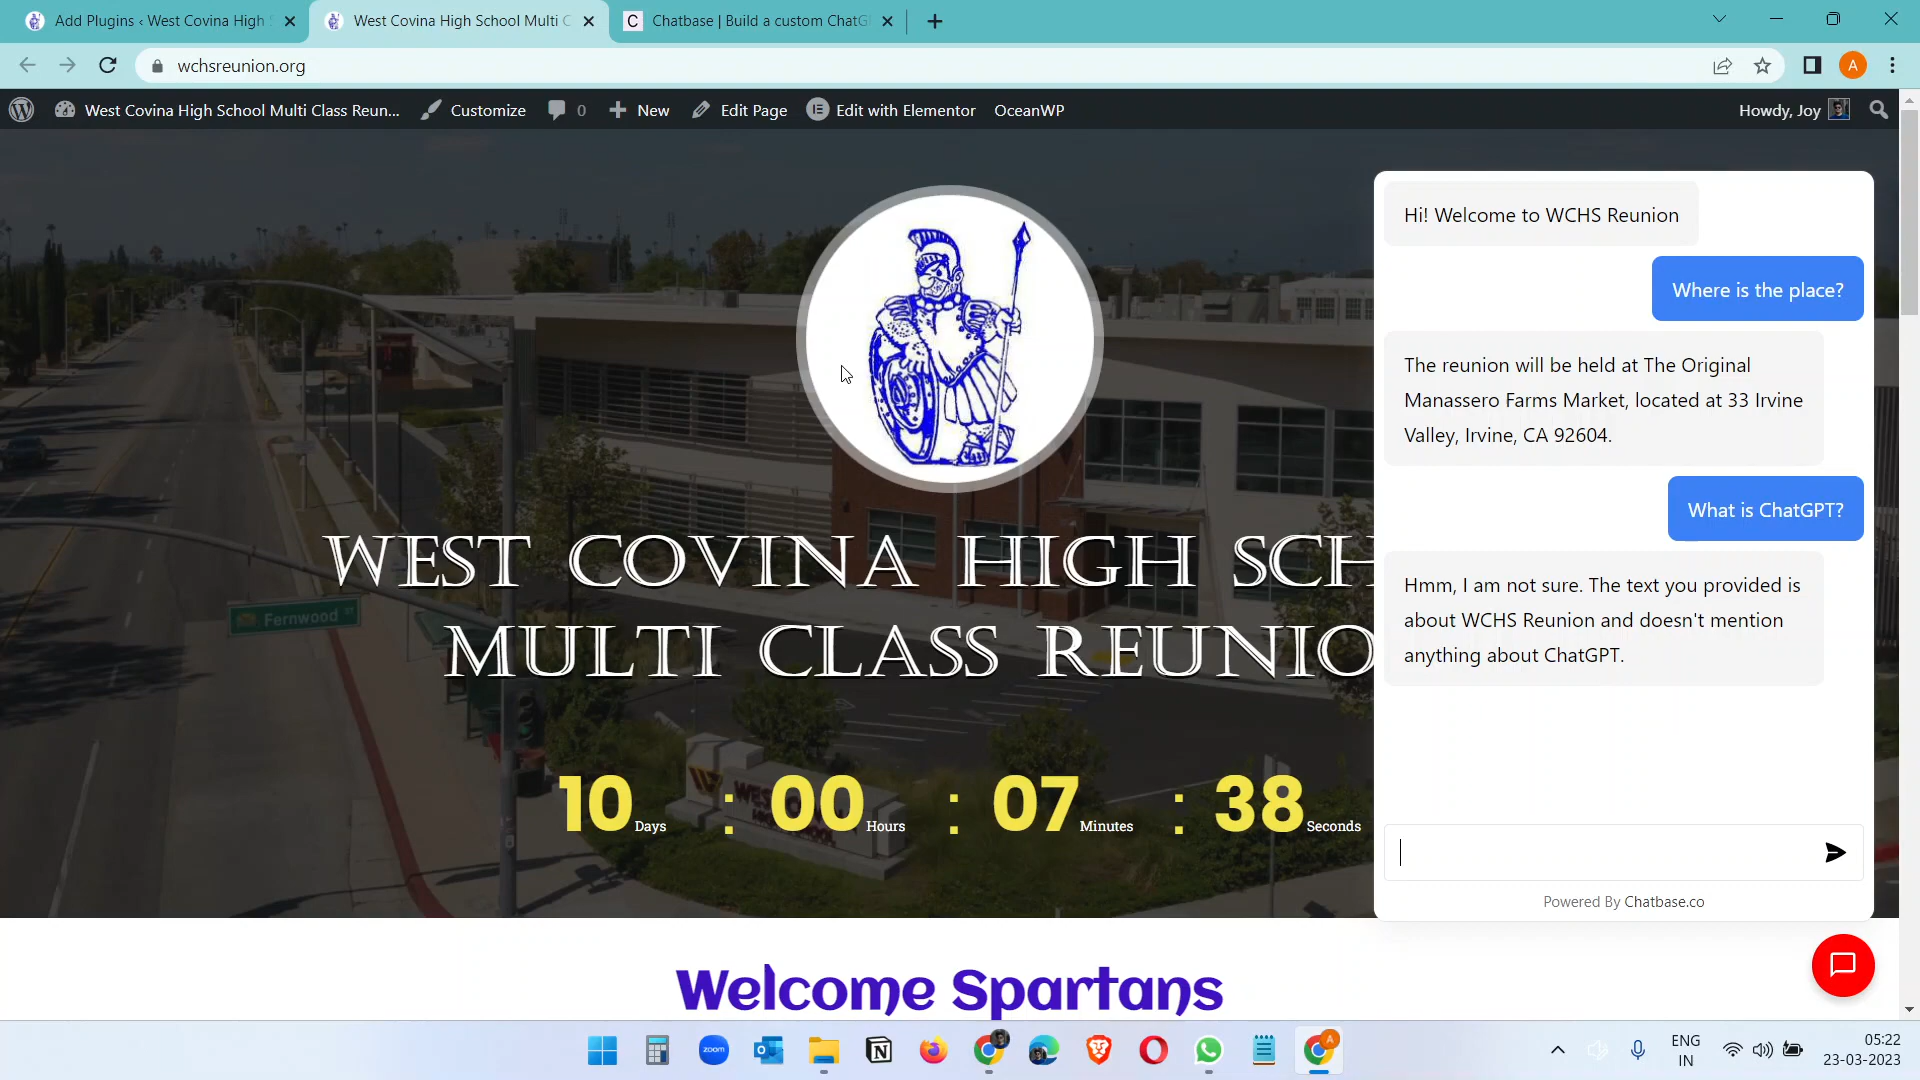 Add Plugins ‹ West Covina High S
West Covina High School Multi C
C Chatbase | Build a custom ChatG
wchsreunion.org
A
West Covina High School Multi Class Reun...
Customize
0
New
Edit Page
Edit with Elementor
OceanWP
Howdy, Joy
Hi! Welcome to WCHS Reunion
Where is the place?
The reunion will be held at The Original
Manassero Farms Market, located at 33 Irvine
Valley, Irvine, CA 92604.
What is ChatGPT?
Hmm, I am not sure. The text you provided is
about WCHS Reunion and doesn't mention
anything about ChatGPT.
WEST COVINA HIGH SCH
Fernwood ST
MULTI CLASS REUNIO
10 Days : 00 Hours : 07 Minutes : 38 Seconds
Powered By Chatbase.co
Welcome Spartans
zoom
A
ENG
IN
05:22
23-03-2023